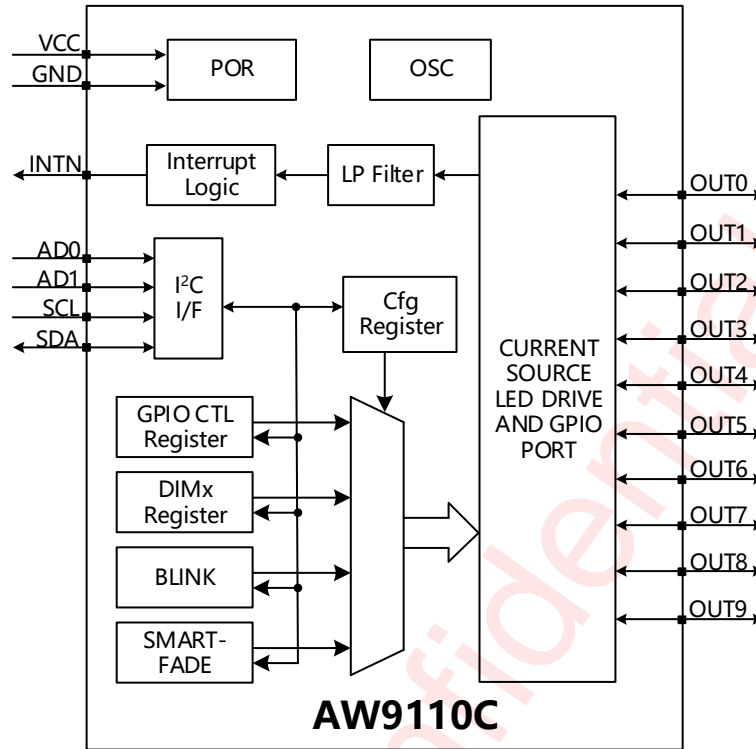 VCC
GND
POR
OSC
INTN
Interrupt
Logic
LP Filter
AD0
AD1
SCL
SDA
I²C
I/F
Cfg
Register
GPIO CTL
Register
DIMx
Register
BLINK
SMART-
FADE
CURRENT
SOURCE
LED DRIVE
AND GPIO
PORT
OUT0
OUT1
OUT2
OUT3
OUT4
OUT5
OUT6
OUT7
OUT8
OUT9
AW9110C
onfidential